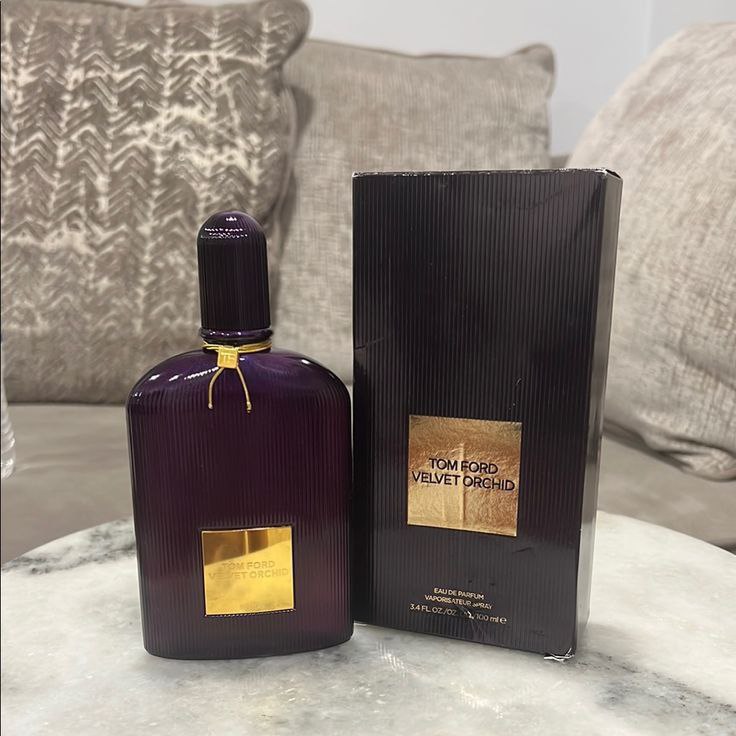 TF
TOM FORD
VELVET ORCHID
TOM FORD
VELVET ORCHID
EAU DE PARFUM
VAPORISATEUR SPRAY
3.4 FL.OZ./OZ. 100 ml e